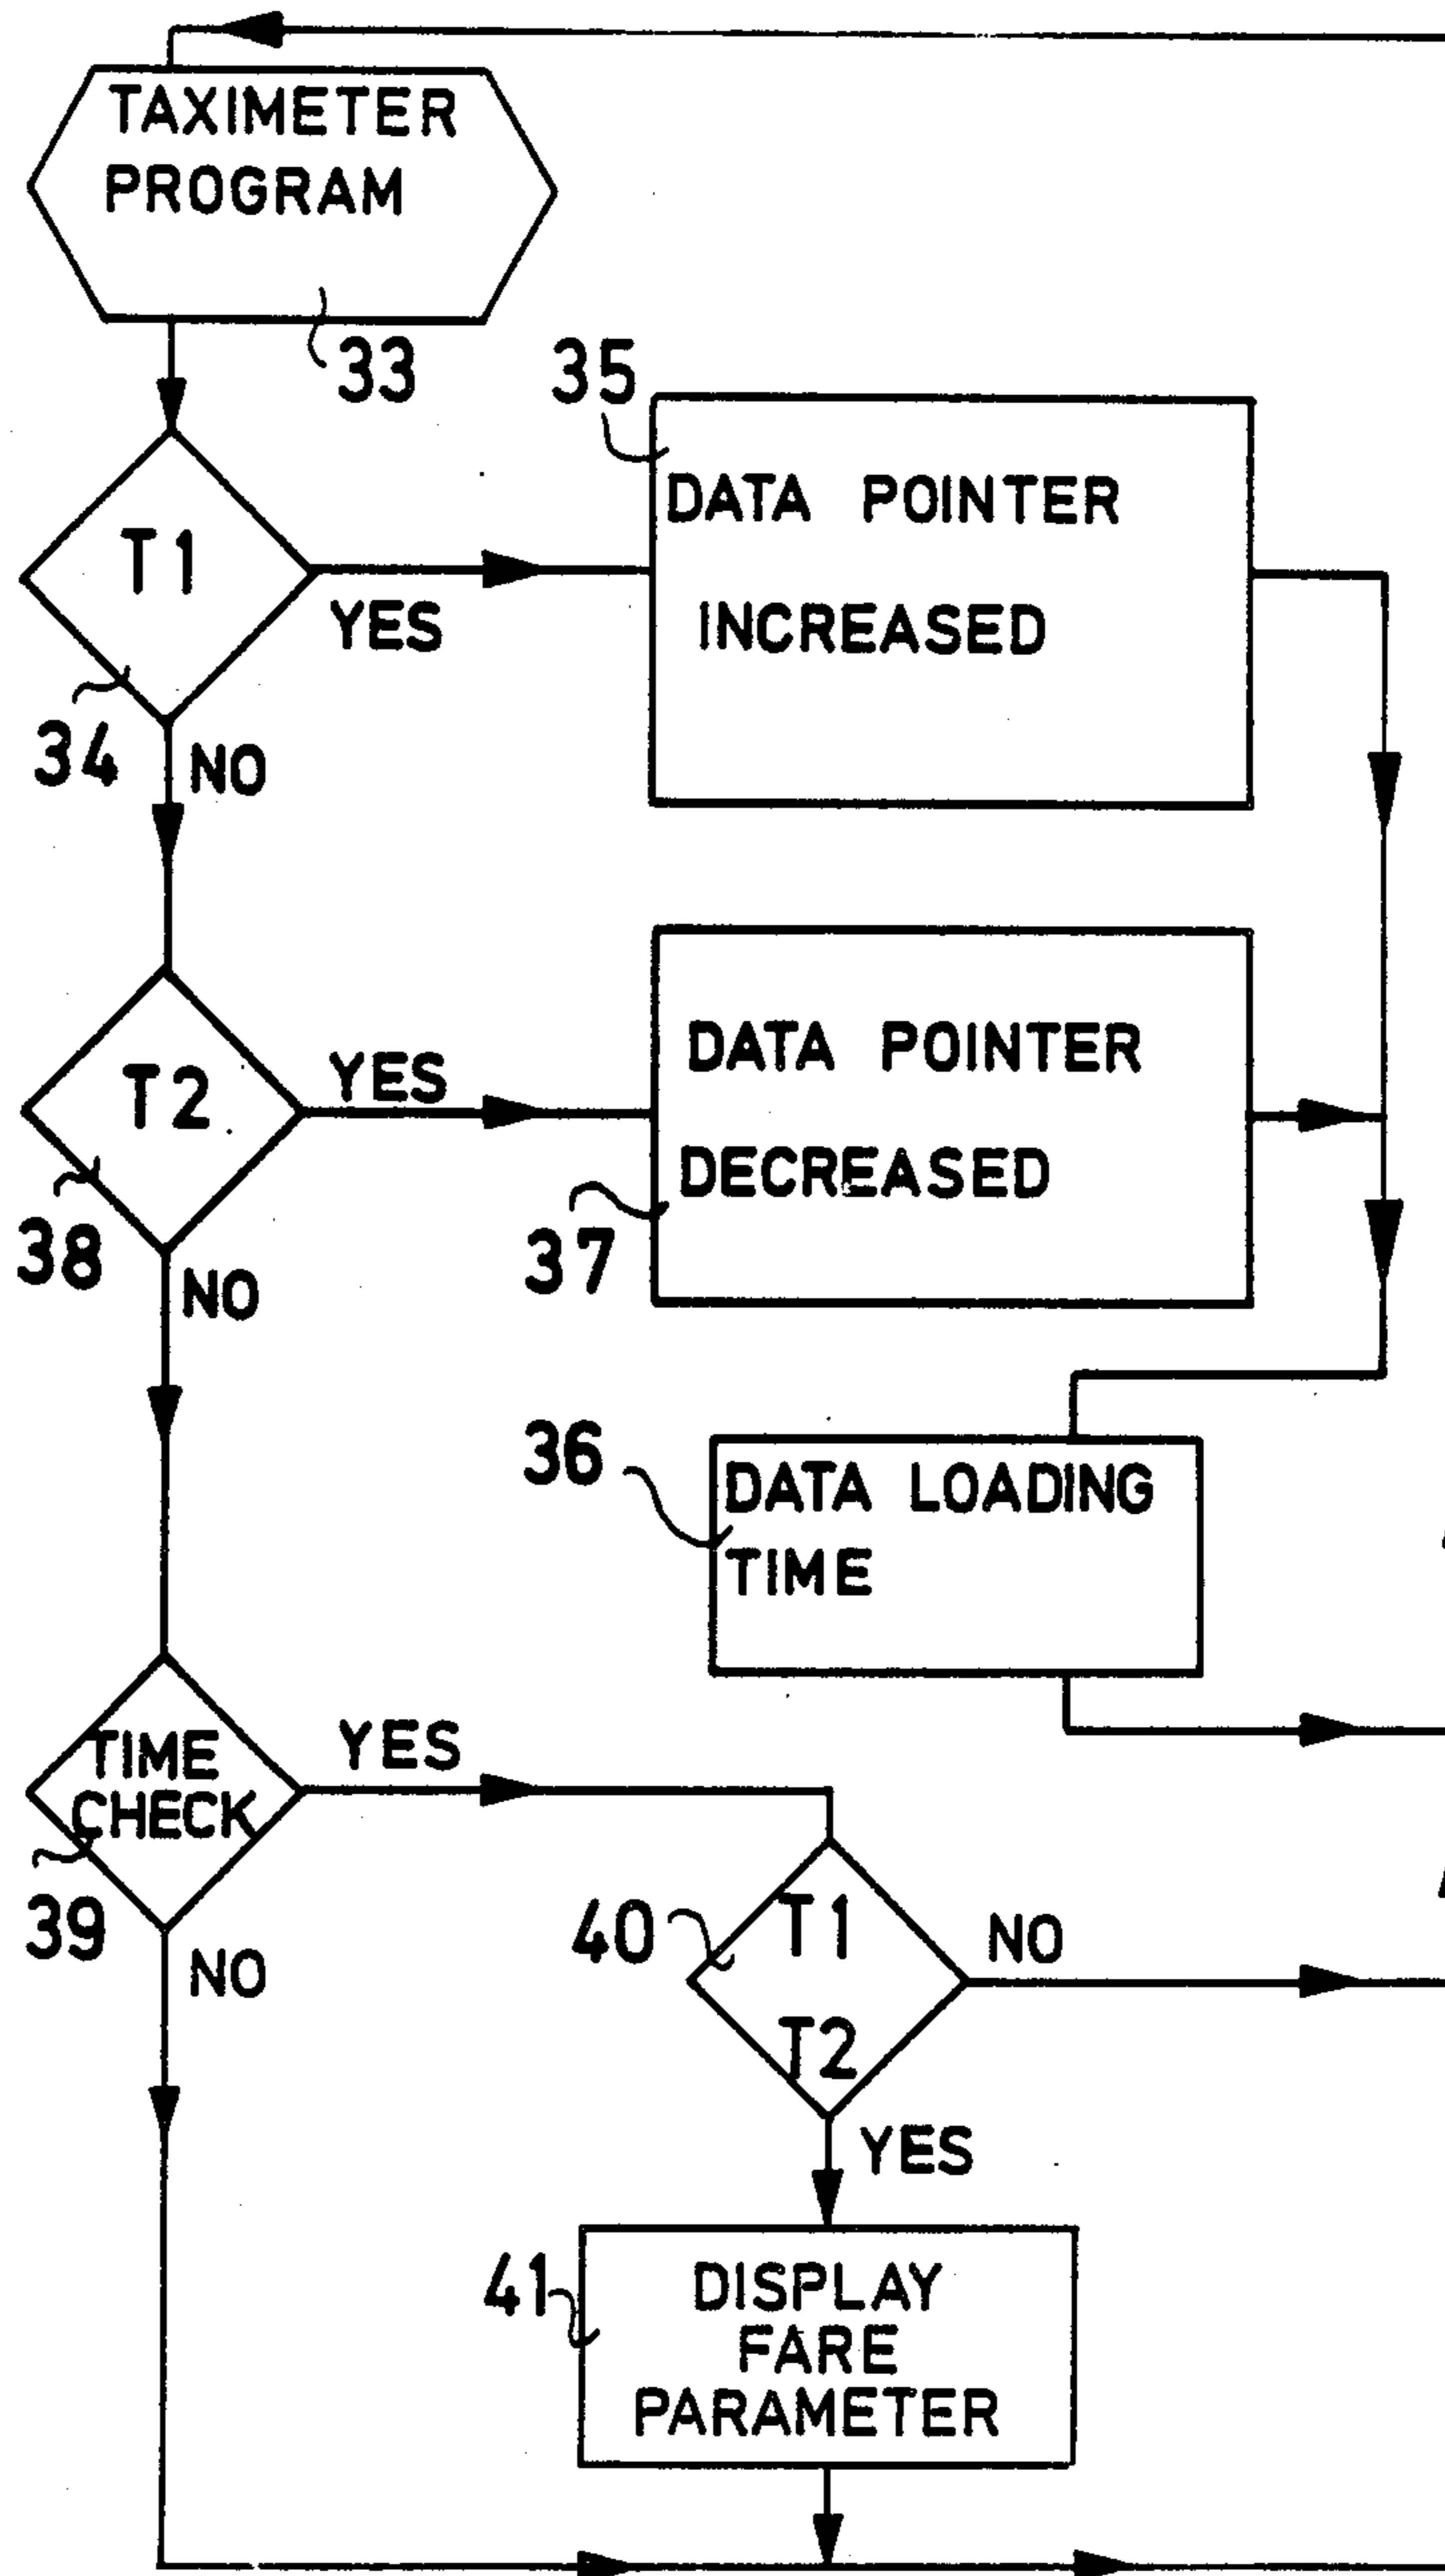 TAXIMETER
PROGRAM
33
35
DATA POINTER
INCREASED
T1
YES
34
NO
DATA POINTER
DECREASED
T2
YES
37
38
NO
36
DATA LOADING
TIME
TIME
CHECK
YES
39
NO
40
T1
T2
NO
YES
41
DISPLAY
FARE
PARAMETER